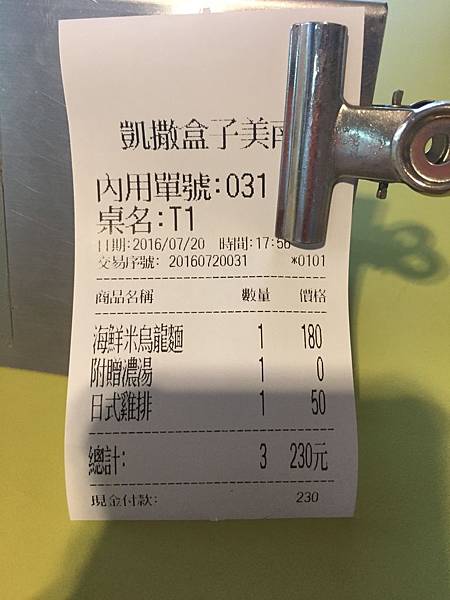 凱撒盒子美
內用單號:031
桌名:T1
日期:2016/07/20 時間:17:56
交易序號: 20160720031 *0101
商品名稱 數量 價格
海鮮米烏龍麵 1 180
附贈濃湯 1 0
日式雞排 1 50
總計: 3 230元
現金付款: 230